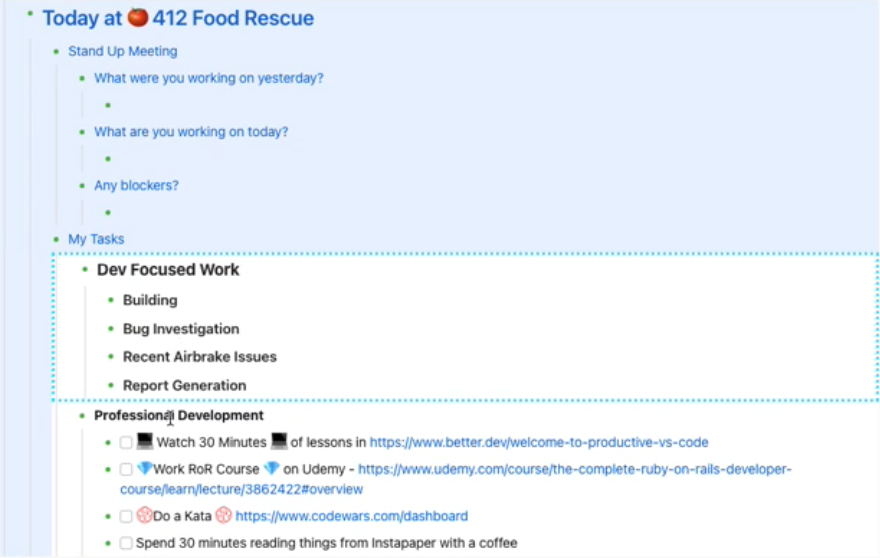 Today at 🍅 412 Food Rescue
Stand Up Meeting
What were you working on yesterday?
What are you working on today?
Any blockers?
My Tasks
Dev Focused Work
Building
Bug Investigation
Recent Airbrake Issues
Report Generation
Professional Development
💻 Watch 30 Minutes 💻 of lessons in https://www.better.dev/welcome-to-productive-vs-code
💎Work RoR Course 💎 on Udemy - https://www.udemy.com/course/the-complete-ruby-on-rails-developer-
course/learn/lecture/3862422#overview
Do a Kata https://www.codewars.com/dashboard
Spend 30 minutes reading things from Instapaper with a coffee